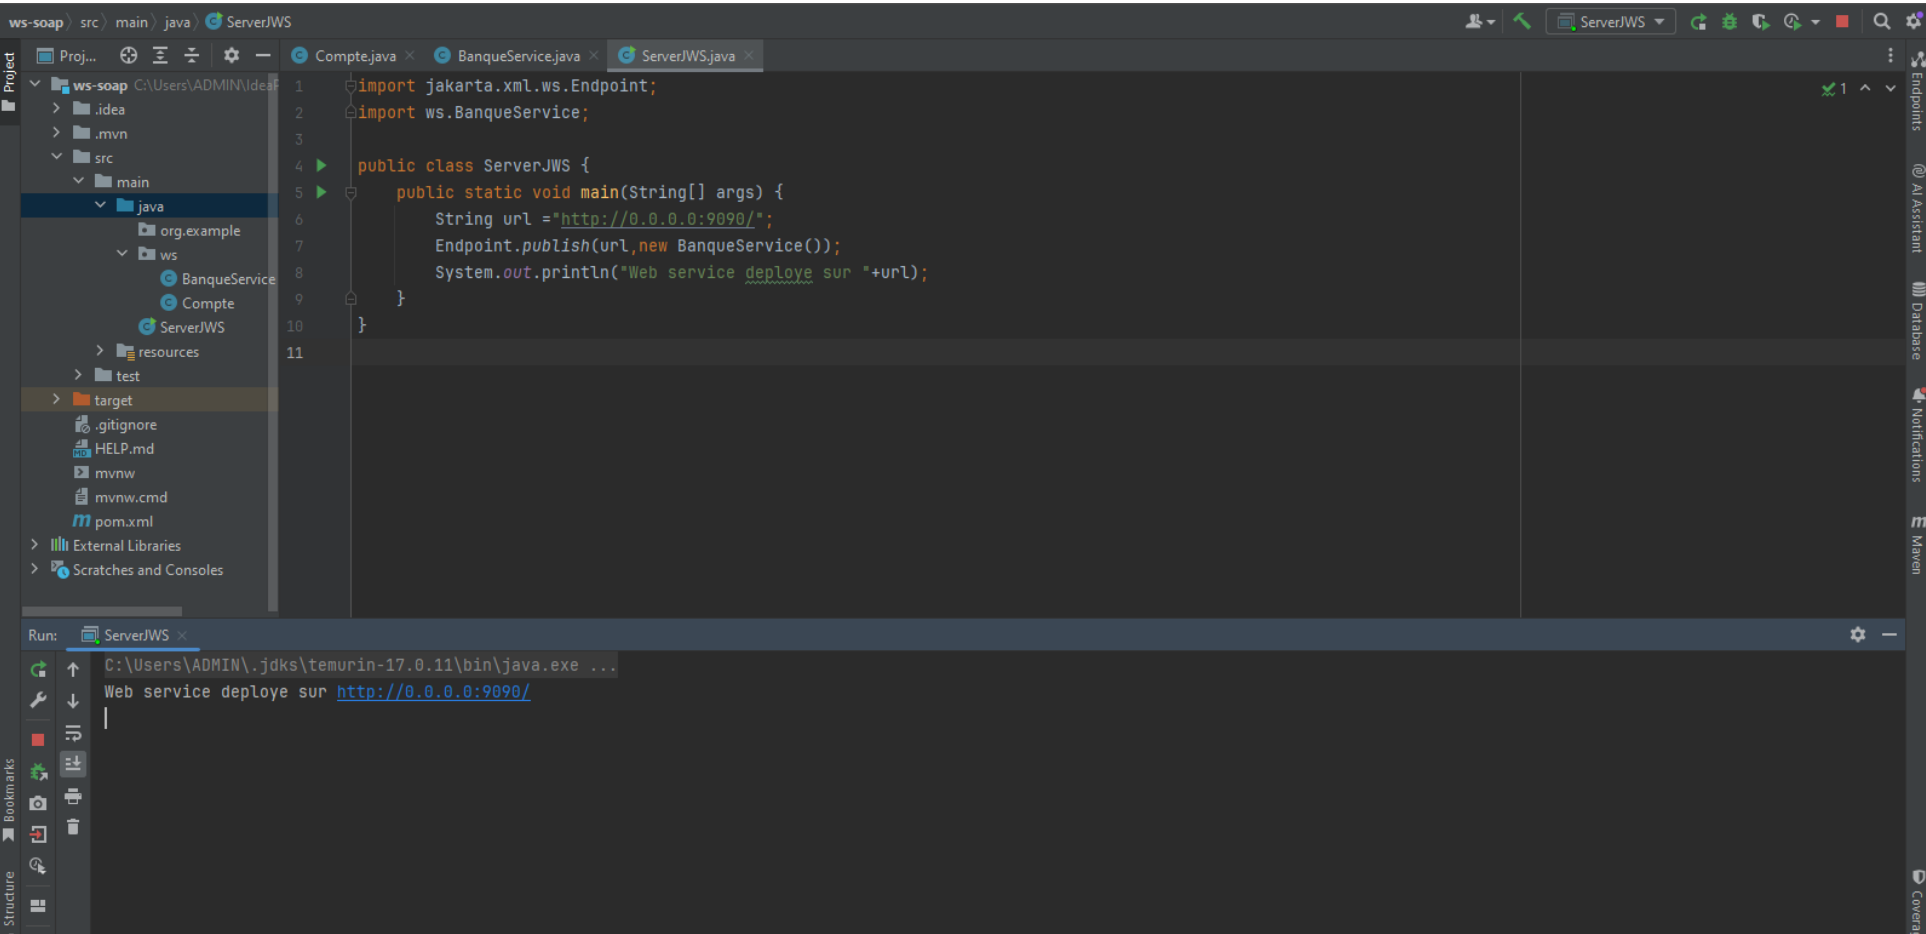 ws-soap src main java ServerJWS
ServerJWS
Project
Proj...
Compte.java
BanqueService.java
ServerJWS.java
ws-soap C:\Users\ADMIN\IdeaP
.idea
.mvn
src
main
java
org.example
ws
BanqueService
Compte
ServerJWS
resources
test
target
.gitignore
HELP.md
mvnw
mvnw.cmd
pom.xml
External Libraries
Scratches and Consoles
1 import jakarta.xml.ws.Endpoint;
2 import ws.BanqueService;
3
4 public class ServerJWS {
5 public static void main(String[] args) {
6 String url ="http://0.0.0.0:9090/";
7 Endpoint.publish(url,new BanqueService());
8 System.out.println("Web service deploye sur "+url);
9 }
10 }
11
1
Endpoints
AI Assistant
Database
Notifications
Maven
Run: ServerJWS
C:\Users\ADMIN\.jdks\temurin-17.0.11\bin\java.exe ...
Web service deploye sur http://0.0.0.0:9090/
Bookmarks
Structure
Covera